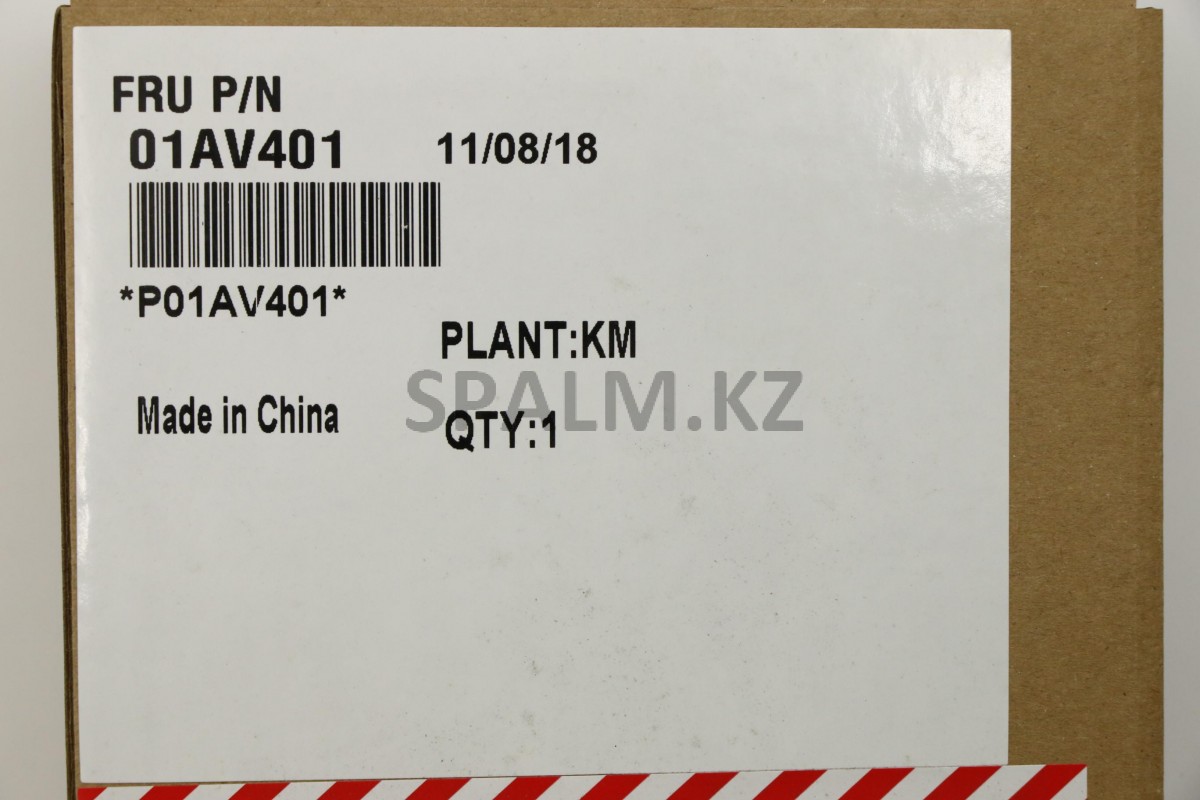 FRU P/N
01AV401 11/08/18
*P01AV401*
PLANT:KM
SPALM.KZ
Made in China
QTY:1